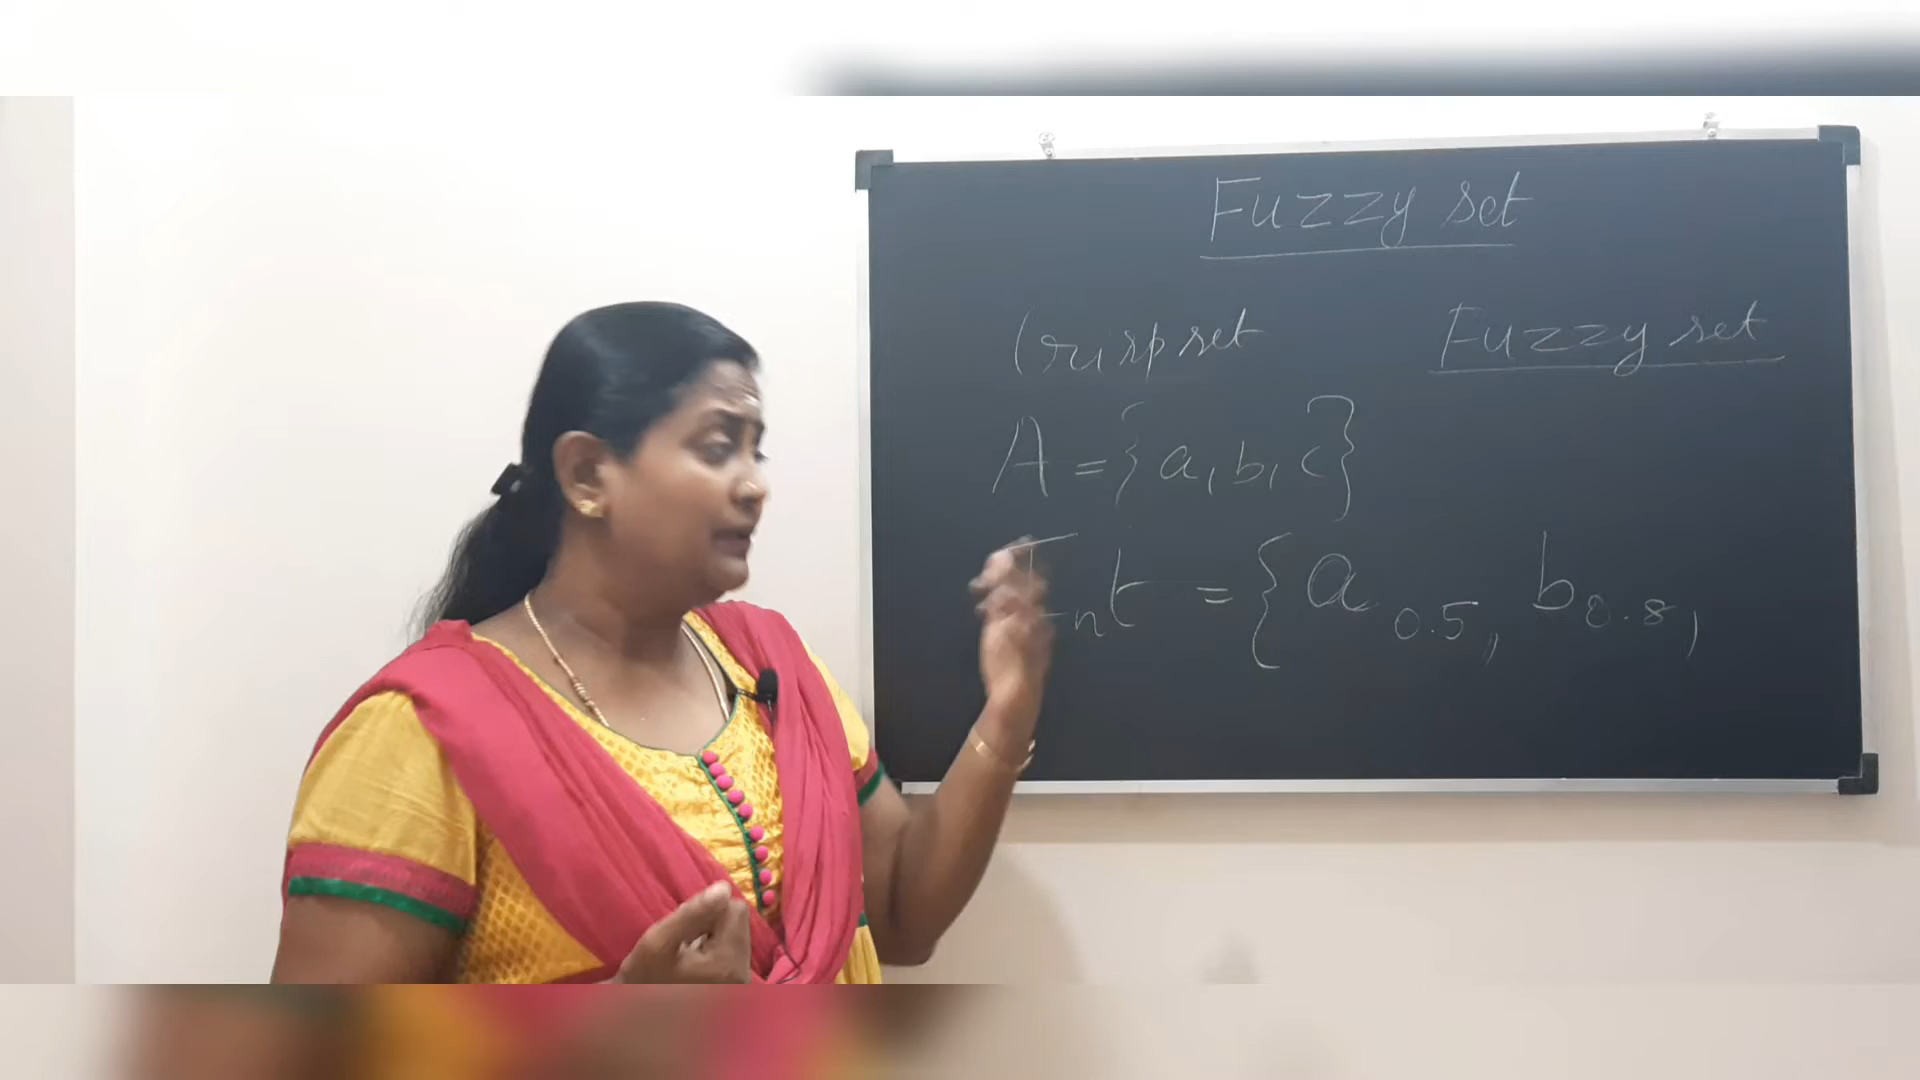 Fuzzy set
Crisp set Fuzzy set
A = {a, b, c}
Int = {a 0.5, b 0.8,